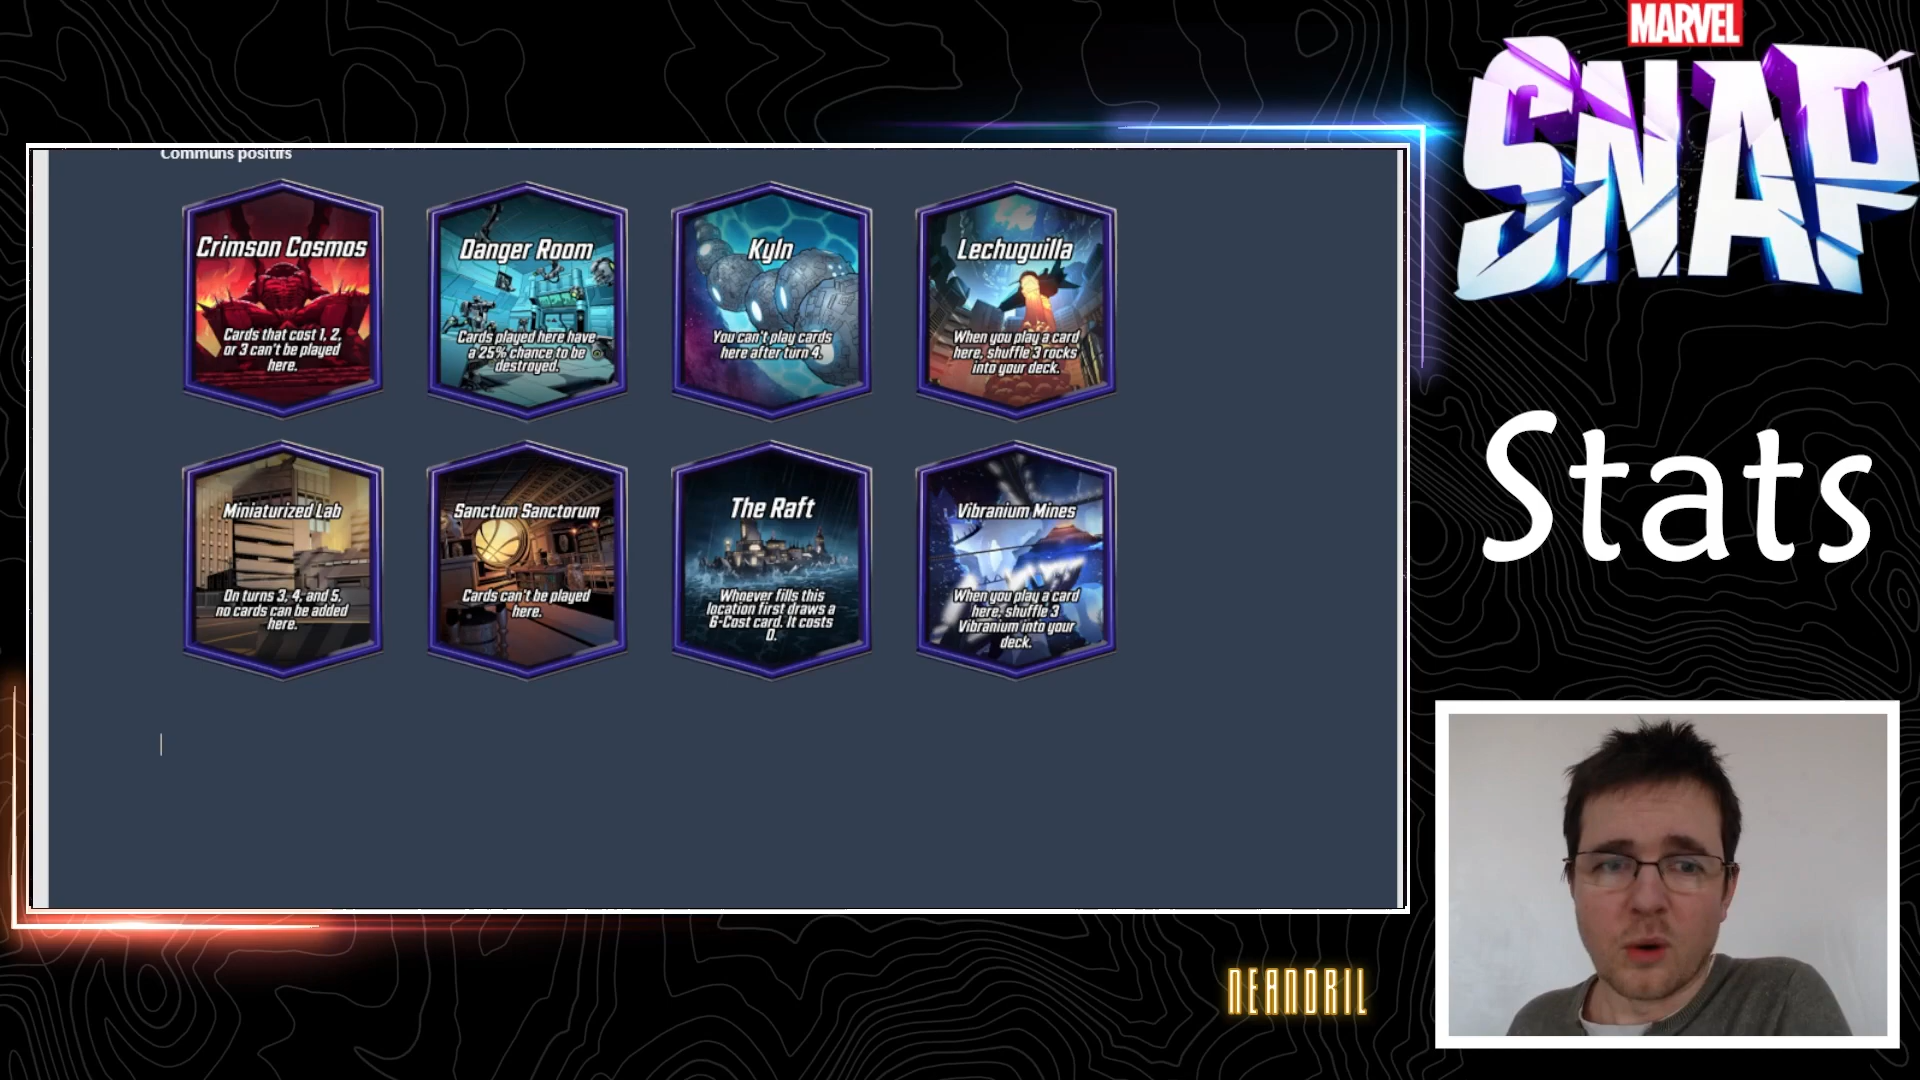 MARVEL
SNAP
Communs positifs
Crimson Cosmos
Cards that cost 1, 2,
or 3 can't be played
here.
Danger Room
Cards played here have
a 25% chance to be
destroyed.
Kyln
You can't play cards
here after turn 4.
Lechuguilla
When you play a card
here, shuffle 3 rocks
into your deck.
Miniaturized Lab
On turns 3, 4, and 5,
no cards can be added
here.
Sanctum Sanctorum
Cards can't be played
here.
The Raft
Whoever fills this
location first draws a
6-Cost card. It costs
0.
Vibranium Mines
When you play a card
here, shuffle 3
Vibranium into your
deck.
Stats
NEANDRIL